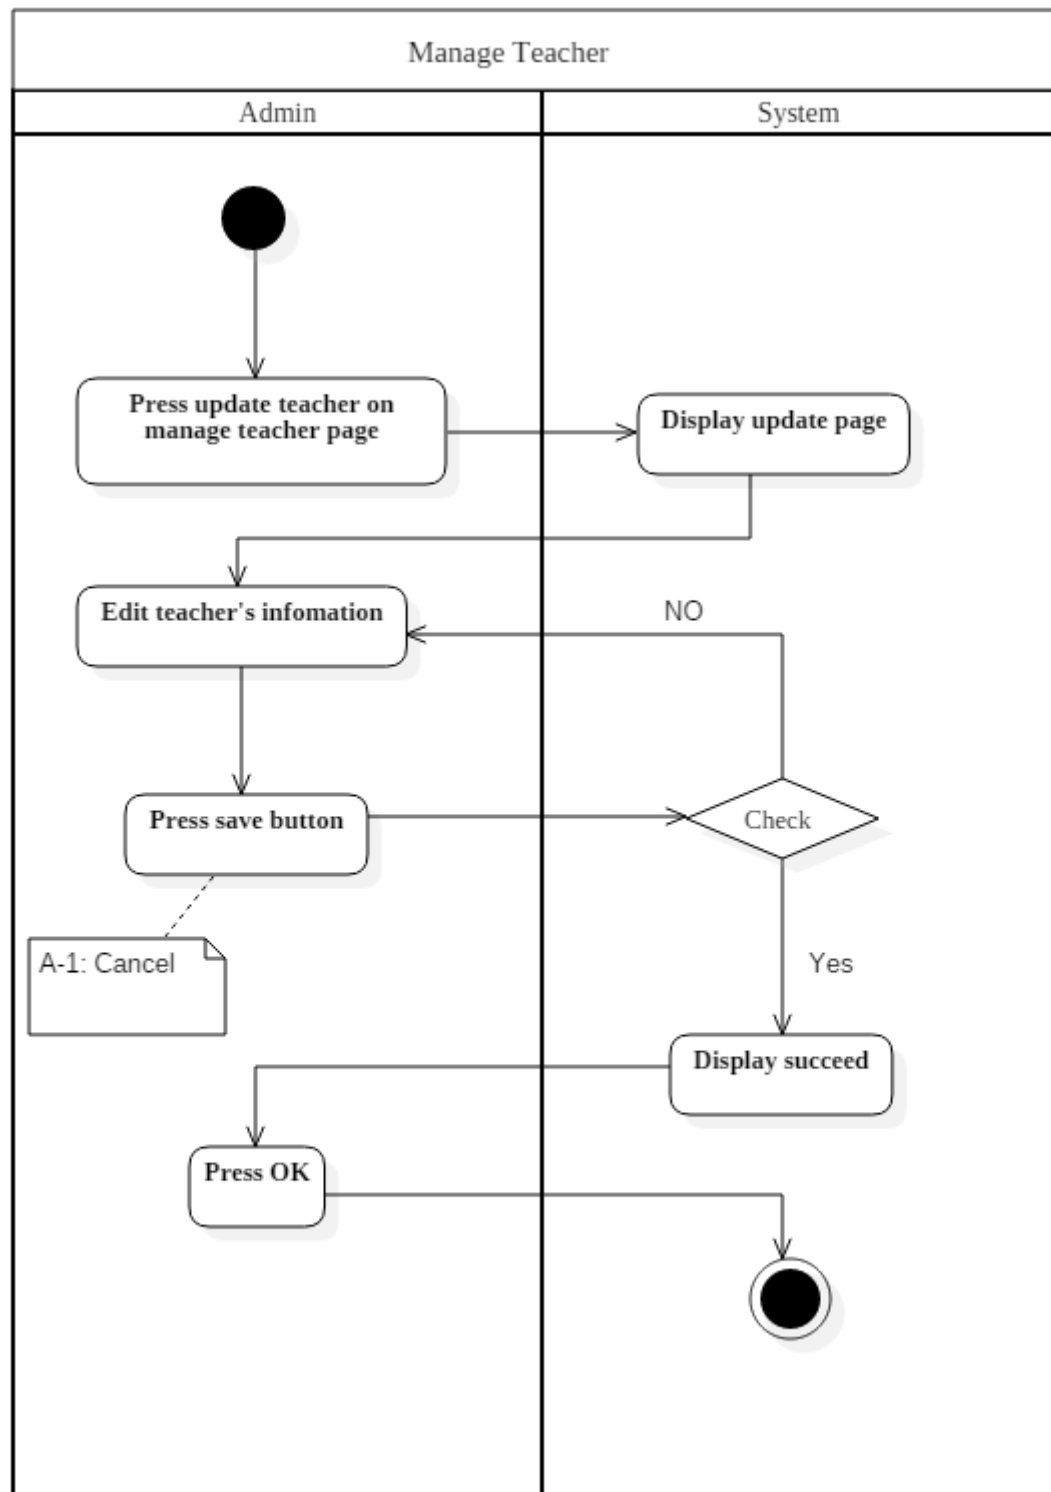 Manage Teacher
Admin
System
Press update teacher on
manage teacher page
Display update page
Edit teacher's infomation
NO
Press save button
Check
A-1: Cancel
Yes
Display succeed
Press OK